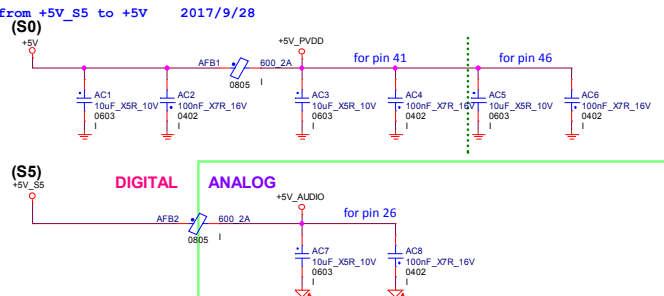 from +5V_S5 to +5V 2017/9/28
(S0)
+5V
+5V_PVDD
AFB1 600_2A
for pin 41
for pin 46
0805 I
AC1
10uF_X5R_10V
0603
I
AC2
100nF_X7R_16V
0402
I
AC3
10uF_X5R_10V
0603
I
AC4
100nF_X7R_16V
0402
I
AC5
10uF_X5R_10V
0603
I
AC6
100nF_X7R_16V
0402
I
(S5)
+5V_S5
DIGITAL ANALOG
+5V_AUDIO
AFB2 600_2A
for pin 26
0805 I
AC7
10uF_X5R_10V
0603
I
AC8
100nF_X7R_16V
0402
I